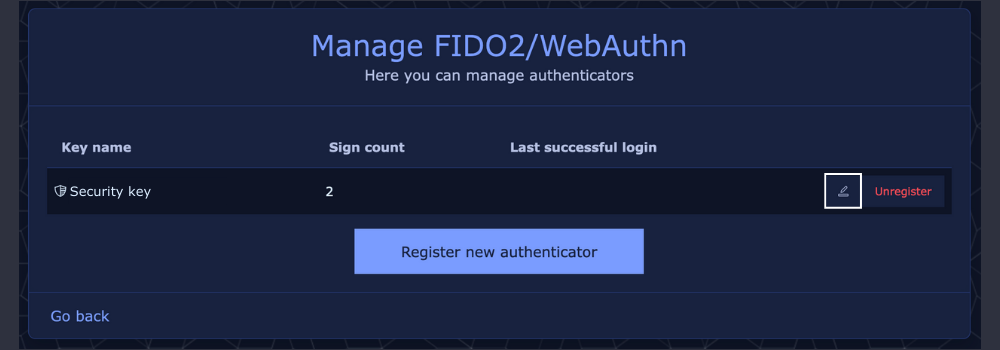 Manage FIDO2/WebAuthn
Here you can manage authenticators
Key name Sign count Last successful login
Security key 2 Unregister
Register new authenticator
Go back